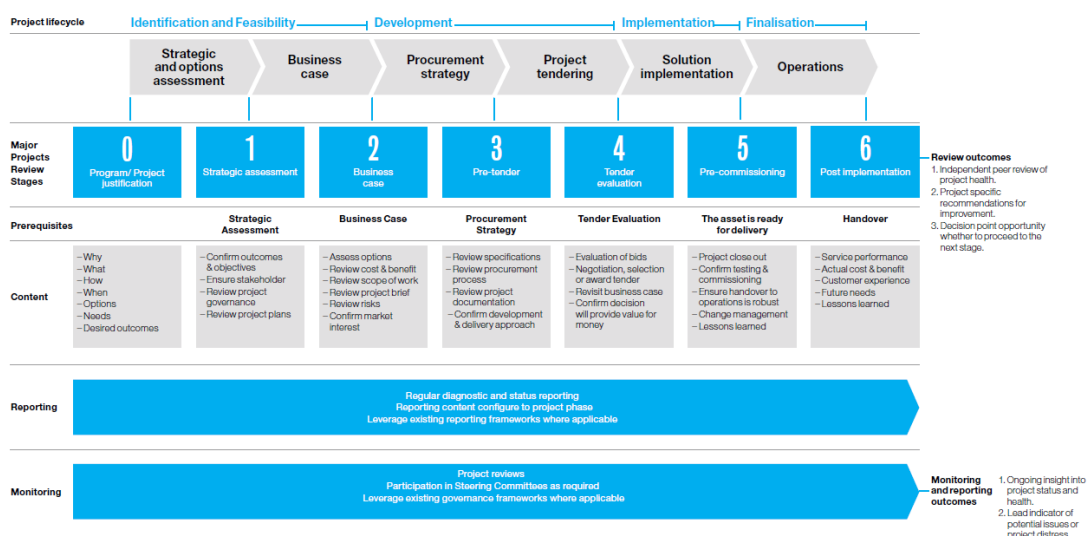 Project lifecycle
Identification and Feasibility
Development
Implementation
Finalisation
Strategic
and options
assessment
Business
case
Procurement
strategy
Project
tendering
Solution
implementation
Operations
Major
Projects
Review
Stages
0
Program/ Project
justification
1
Strategic assessment
2
Business
case
3
Pre-tender
4
Tender
evaluation
5
Pre-commissioning
6
Post implementation
Review outcomes
1. Independent peer review of
project health.
2. Project specific
recommendations for
improvement.
3. Decision point opportunity
whether to proceed to the
next stage.
Prerequisites
Strategic
Assessment
Business Case
Procurement
Strategy
Tender Evaluation
The asset is ready
for delivery
Handover
Content
– Why
– What
– How
– When
– Options
– Needs
– Desired outcomes
– Confirm outcomes
& objectives
– Ensure stakeholder
– Review project
governance
– Review project plans
– Assess options
– Review cost & benefit
– Review scope of work
– Review project brief
– Review risks
– Confirm market
interest
– Review specifications
– Review procurement
process
– Review project
documentation
– Confirm development
& delivery approach
– Evaluation of bids
– Negotiation, selection
or award tender
– Revisit business case
– Confirm decision
will provide value for
money
– Project close out
– Confirm testing &
commissioning
– Ensure handover to
operations is robust
– Change management
– Lessons learned
– Service performance
– Actual cost & benefit
– Customer experience
– Future needs
– Lessons learned
Reporting
Regular diagnostic and status reporting
Reporting content configure to project phase
Leverage existing reporting frameworks where applicable
Monitoring
Project reviews
Participation in Steering Committees as required
Leverage existing governance frameworks where applicable
Monitoring
and reporting
outcomes
1. Ongoing insight into
project status and
health.
2. Lead indicator of
potential issues or
project distress